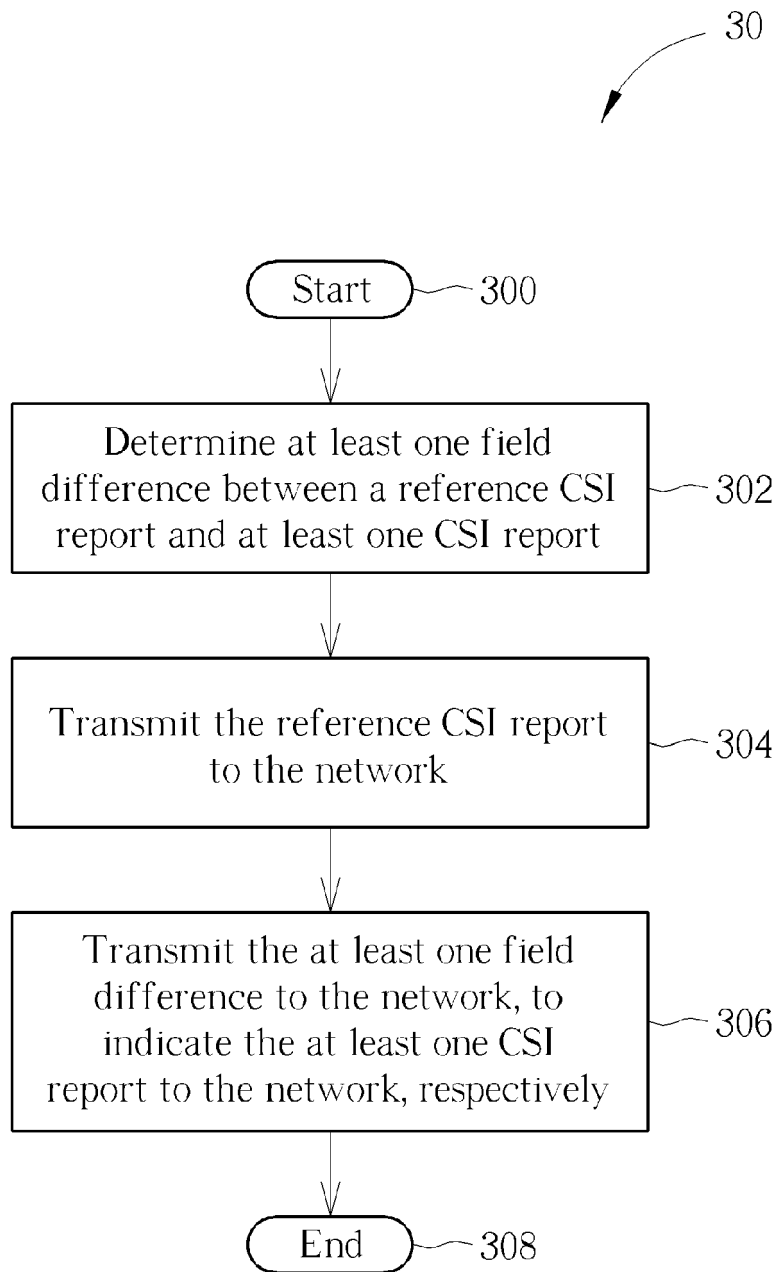 30
Start
300
Determine at least one field
difference between a reference CSI
report and at least one CSI report
302
Transmit the reference CSI report
to the network
304
Transmit the at least one field
difference to the network, to
indicate the at least one CSI
report to the network, respectively
306
End
308